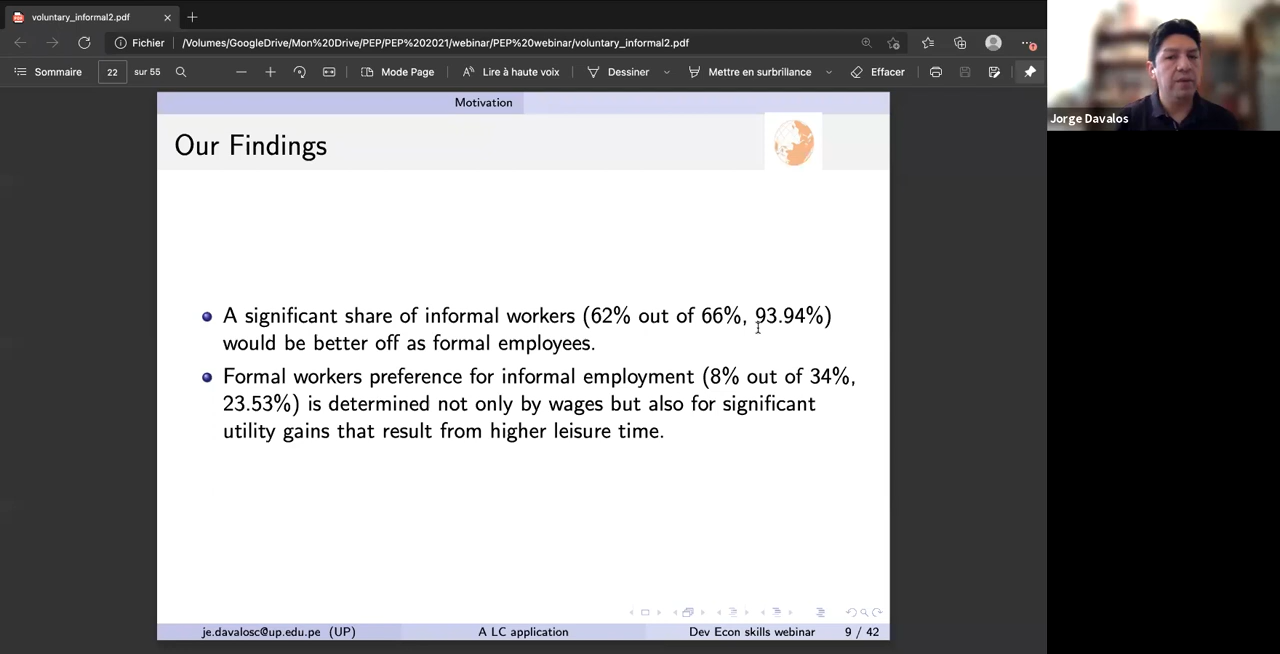 voluntary_informal2.pdf
Fichier
/Volumes/GoogleDrive/Mon%20Drive/PEP/PEP%202021/webinar/PEP%20webinar/voluntary_informal2.pdf
Sommaire
22
sur 55
Mode Page
Lire à haute voix
Dessiner
Mettre en surbrillance
Effacer
Jorge Davalos
Motivation
Our Findings
A significant share of informal workers (62% out of 66%, 93.94%)
would be better off as formal employees.
Formal workers preference for informal employment (8% out of 34%,
23.53%) is determined not only by wages but also for significant
utility gains that result from higher leisure time.
je.davalosc@up.edu.pe (UP)
A LC application
Dev Econ skills webinar
9 / 42